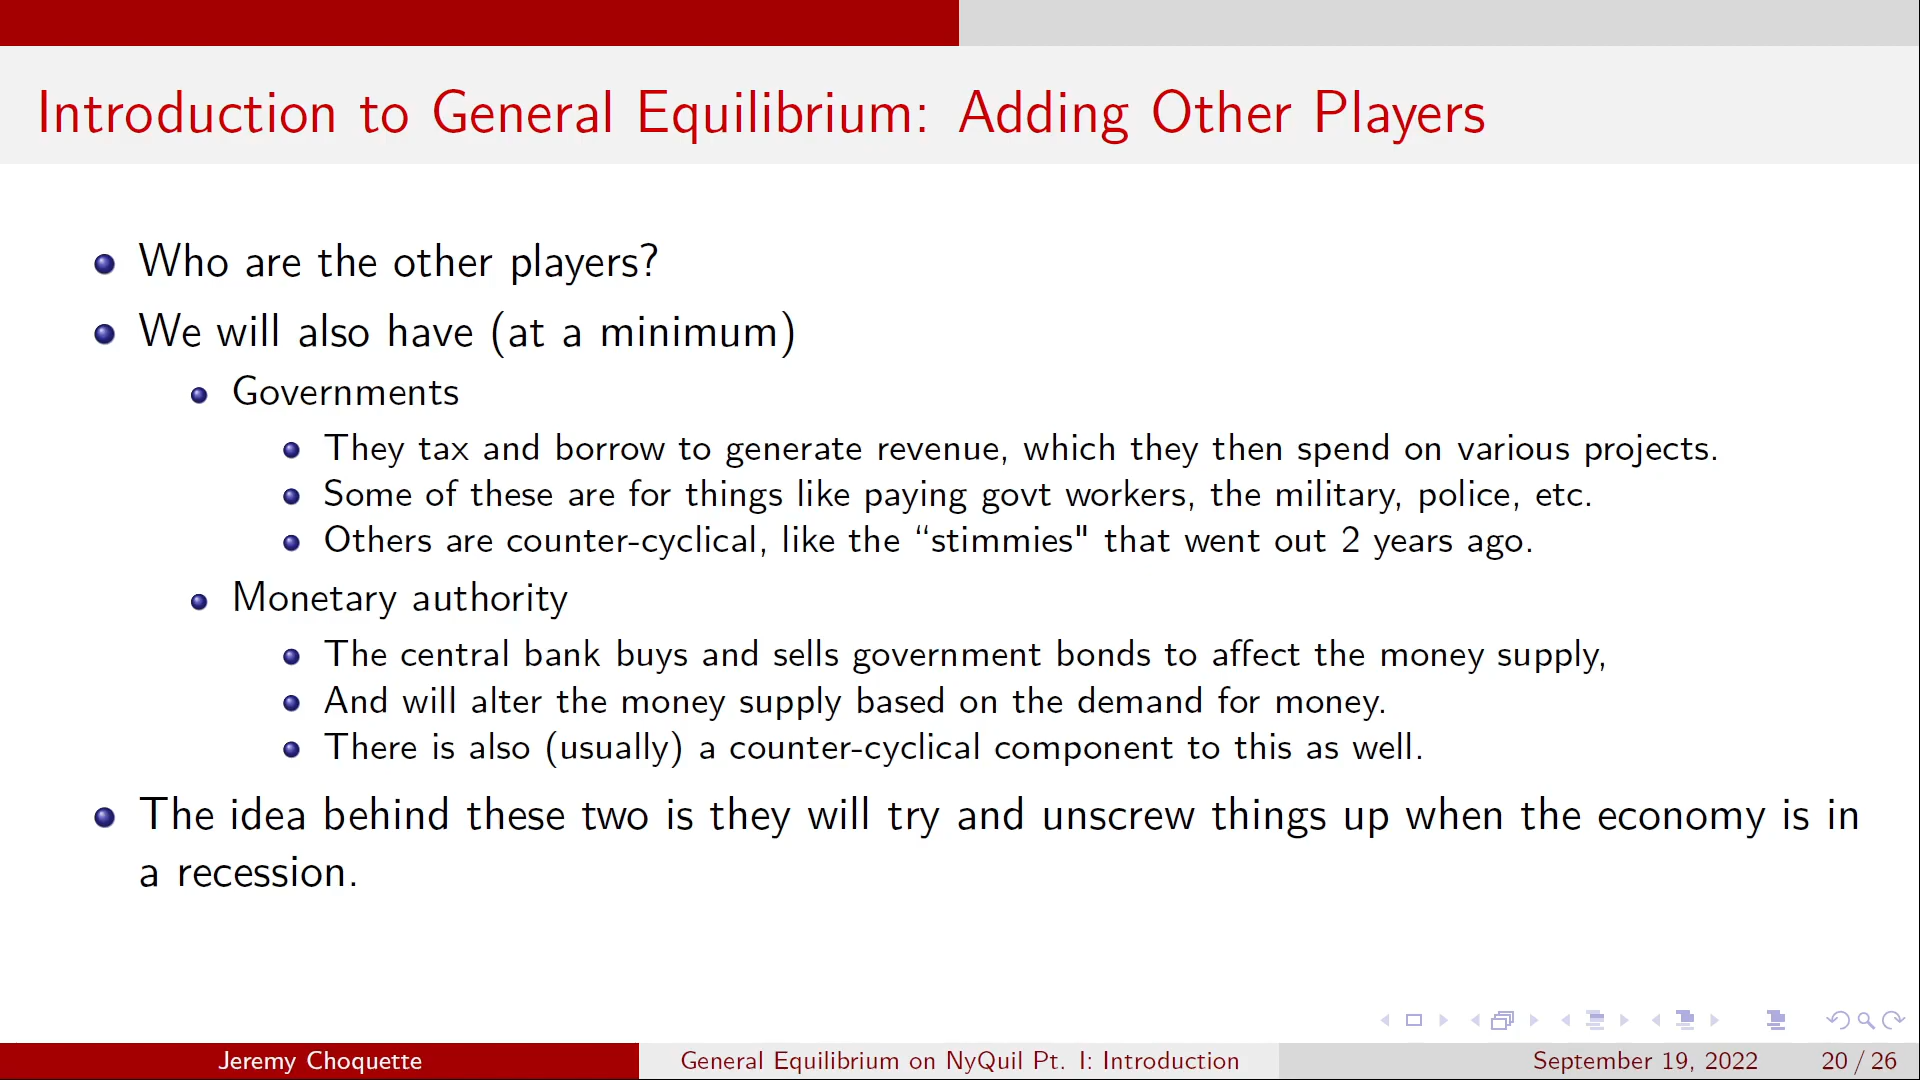 Introduction to General Equilibrium: Adding Other Players
Who are the other players?
We will also have (at a minimum)
Governments
They tax and borrow to generate revenue, which they then spend on various projects.
Some of these are for things like paying govt workers, the military, police, etc.
Others are counter-cyclical, like the “stimmies" that went out 2 years ago.
Monetary authority
The central bank buys and sells government bonds to affect the money supply,
And will alter the money supply based on the demand for money.
There is also (usually) a counter-cyclical component to this as well.
The idea behind these two is they will try and unscrew things up when the economy is in
a recession.
Jeremy Choquette
General Equilibrium on NyQuil Pt. I: Introduction
September 19, 2022
20 / 26